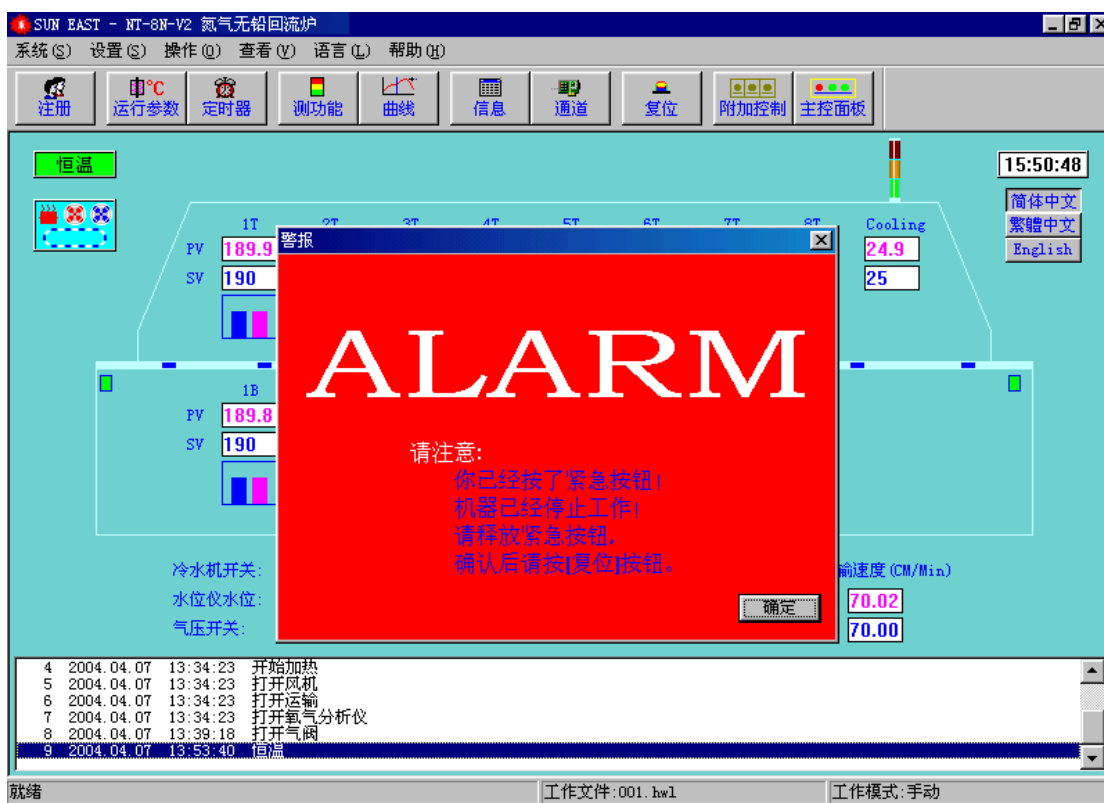 SUN EAST - NT-8N-V2 氮气无铅回流炉
系统(S) 设置(S) 操作(O) 查看(V) 语言(L) 帮助(H)
注册 运行参数 定时器 测功能 曲线 信息 通道 复位 附加控制 主控面板
°C
恒温
15:50:48
简体中文
繁體中文
English
1T 2T 3T 4T 5T 6T 7T 8T Cooling
PV 189.9 24.9
SV 190 25
警报
ALARM
请注意:
你已经按了紧急按钮!
机器已经停止工作!
请释放紧急按钮,
确认后请按[复位]按钮。
确定
1B
PV 189.8
SV 190
冷水机开关:
水位仪水位:
气压开关:
输速度(CM/Min)
70.02
70.00
4 2004.04.07 13:34:23 开始加热
5 2004.04.07 13:34:23 打开风机
6 2004.04.07 13:34:23 打开运输
7 2004.04.07 13:34:23 打开氧气分析仪
8 2004.04.07 13:39:18 打开气阀
9 2004.04.07 13:53:40 恒温
就绪 工作文件:001.hwl 工作模式:手动